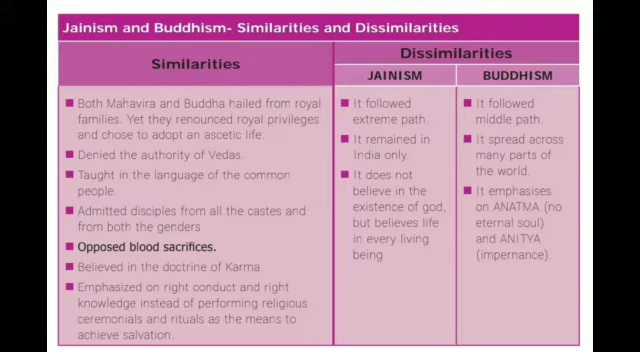 Jainism and Buddhism- Similarities and Dissimilarities
Similarities
Dissimilarities
JAINISM
BUDDHISM
■ Both Mahavira and Buddha hailed from royal
families. Yet they renounced royal privileges
and chose to adopt an ascetic life.
■ Denied the authority of Vedas.
■ Taught in the language of the common
people.
■ Admitted disciples from all the castes and
from both the genders
■ Opposed blood sacrifices.
■ Believed in the doctrine of Karma.
■ Emphasized on right conduct and right
knowledge instead of performing religious
ceremonials and rituals as the means to
achieve salvation.
■ It followed
extreme path.
■ It remained in
India only.
■ It does not
believe in the
existence of god,
but believes life
in every living
being
■ It followed
middle path.
■ It spread across
many parts of
the world.
■ It emphasises
on ANATMA (no
eternal soul)
and ANITYA
(impernance).